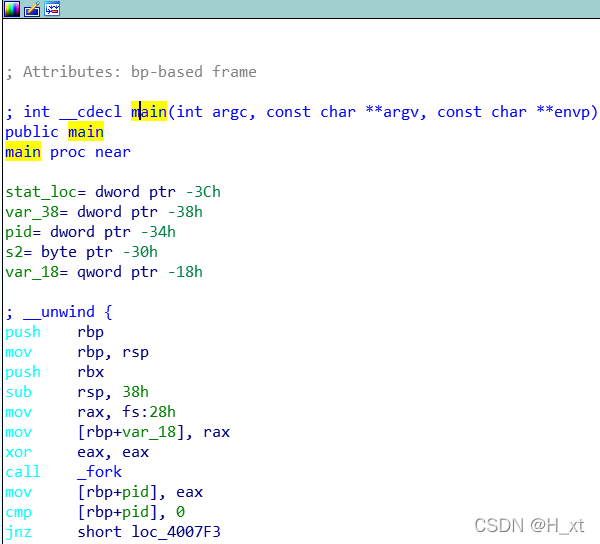 ; Attributes: bp-based frame
; int __cdecl main(int argc, const char **argv, const char **envp)
public main
main proc near
stat_loc= dword ptr -3Ch
var_38= dword ptr -38h
pid= dword ptr -34h
s2= byte ptr -30h
var_18= qword ptr -18h
; __unwind {
push rbp
mov rbp, rsp
push rbx
sub rsp, 38h
mov rax, fs:28h
mov [rbp+var_18], rax
xor eax, eax
call _fork
mov [rbp+pid], eax
cmp [rbp+pid], 0
jnz short loc_4007F3
CSDN @H_xt